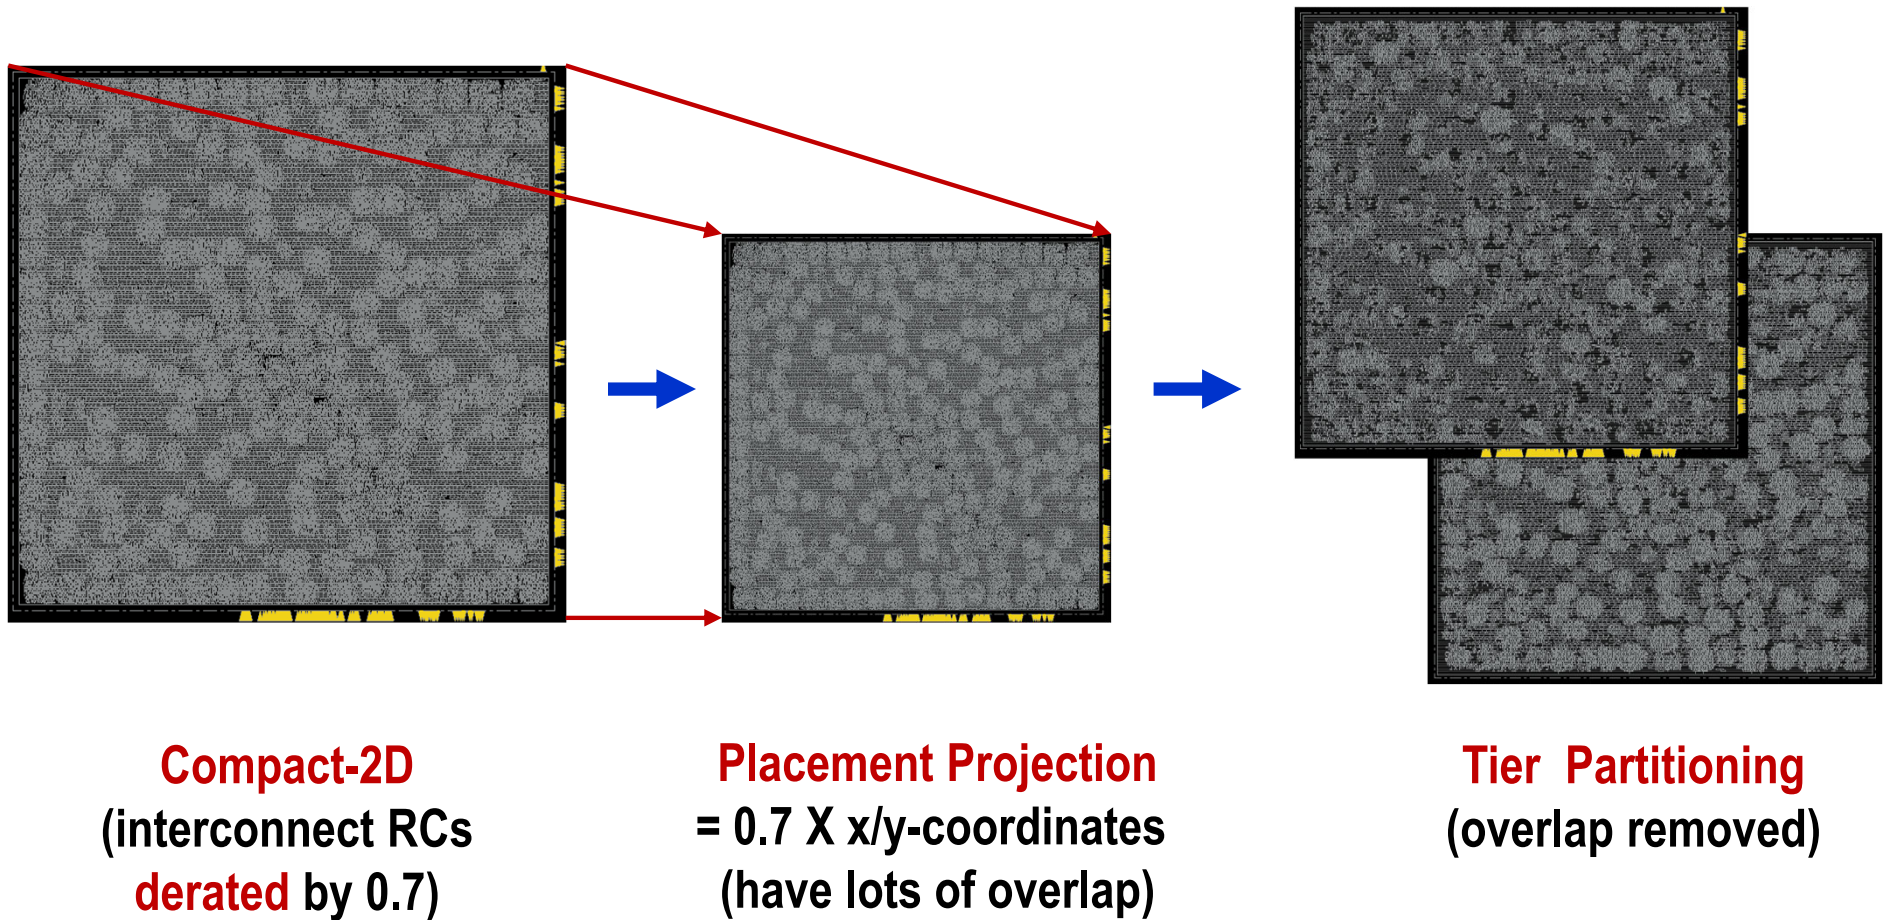 Compact-2D
(interconnect RCs
derated by 0.7)
Placement Projection
= 0.7 X x/y-coordinates
(have lots of overlap)
Tier Partitioning
(overlap removed)